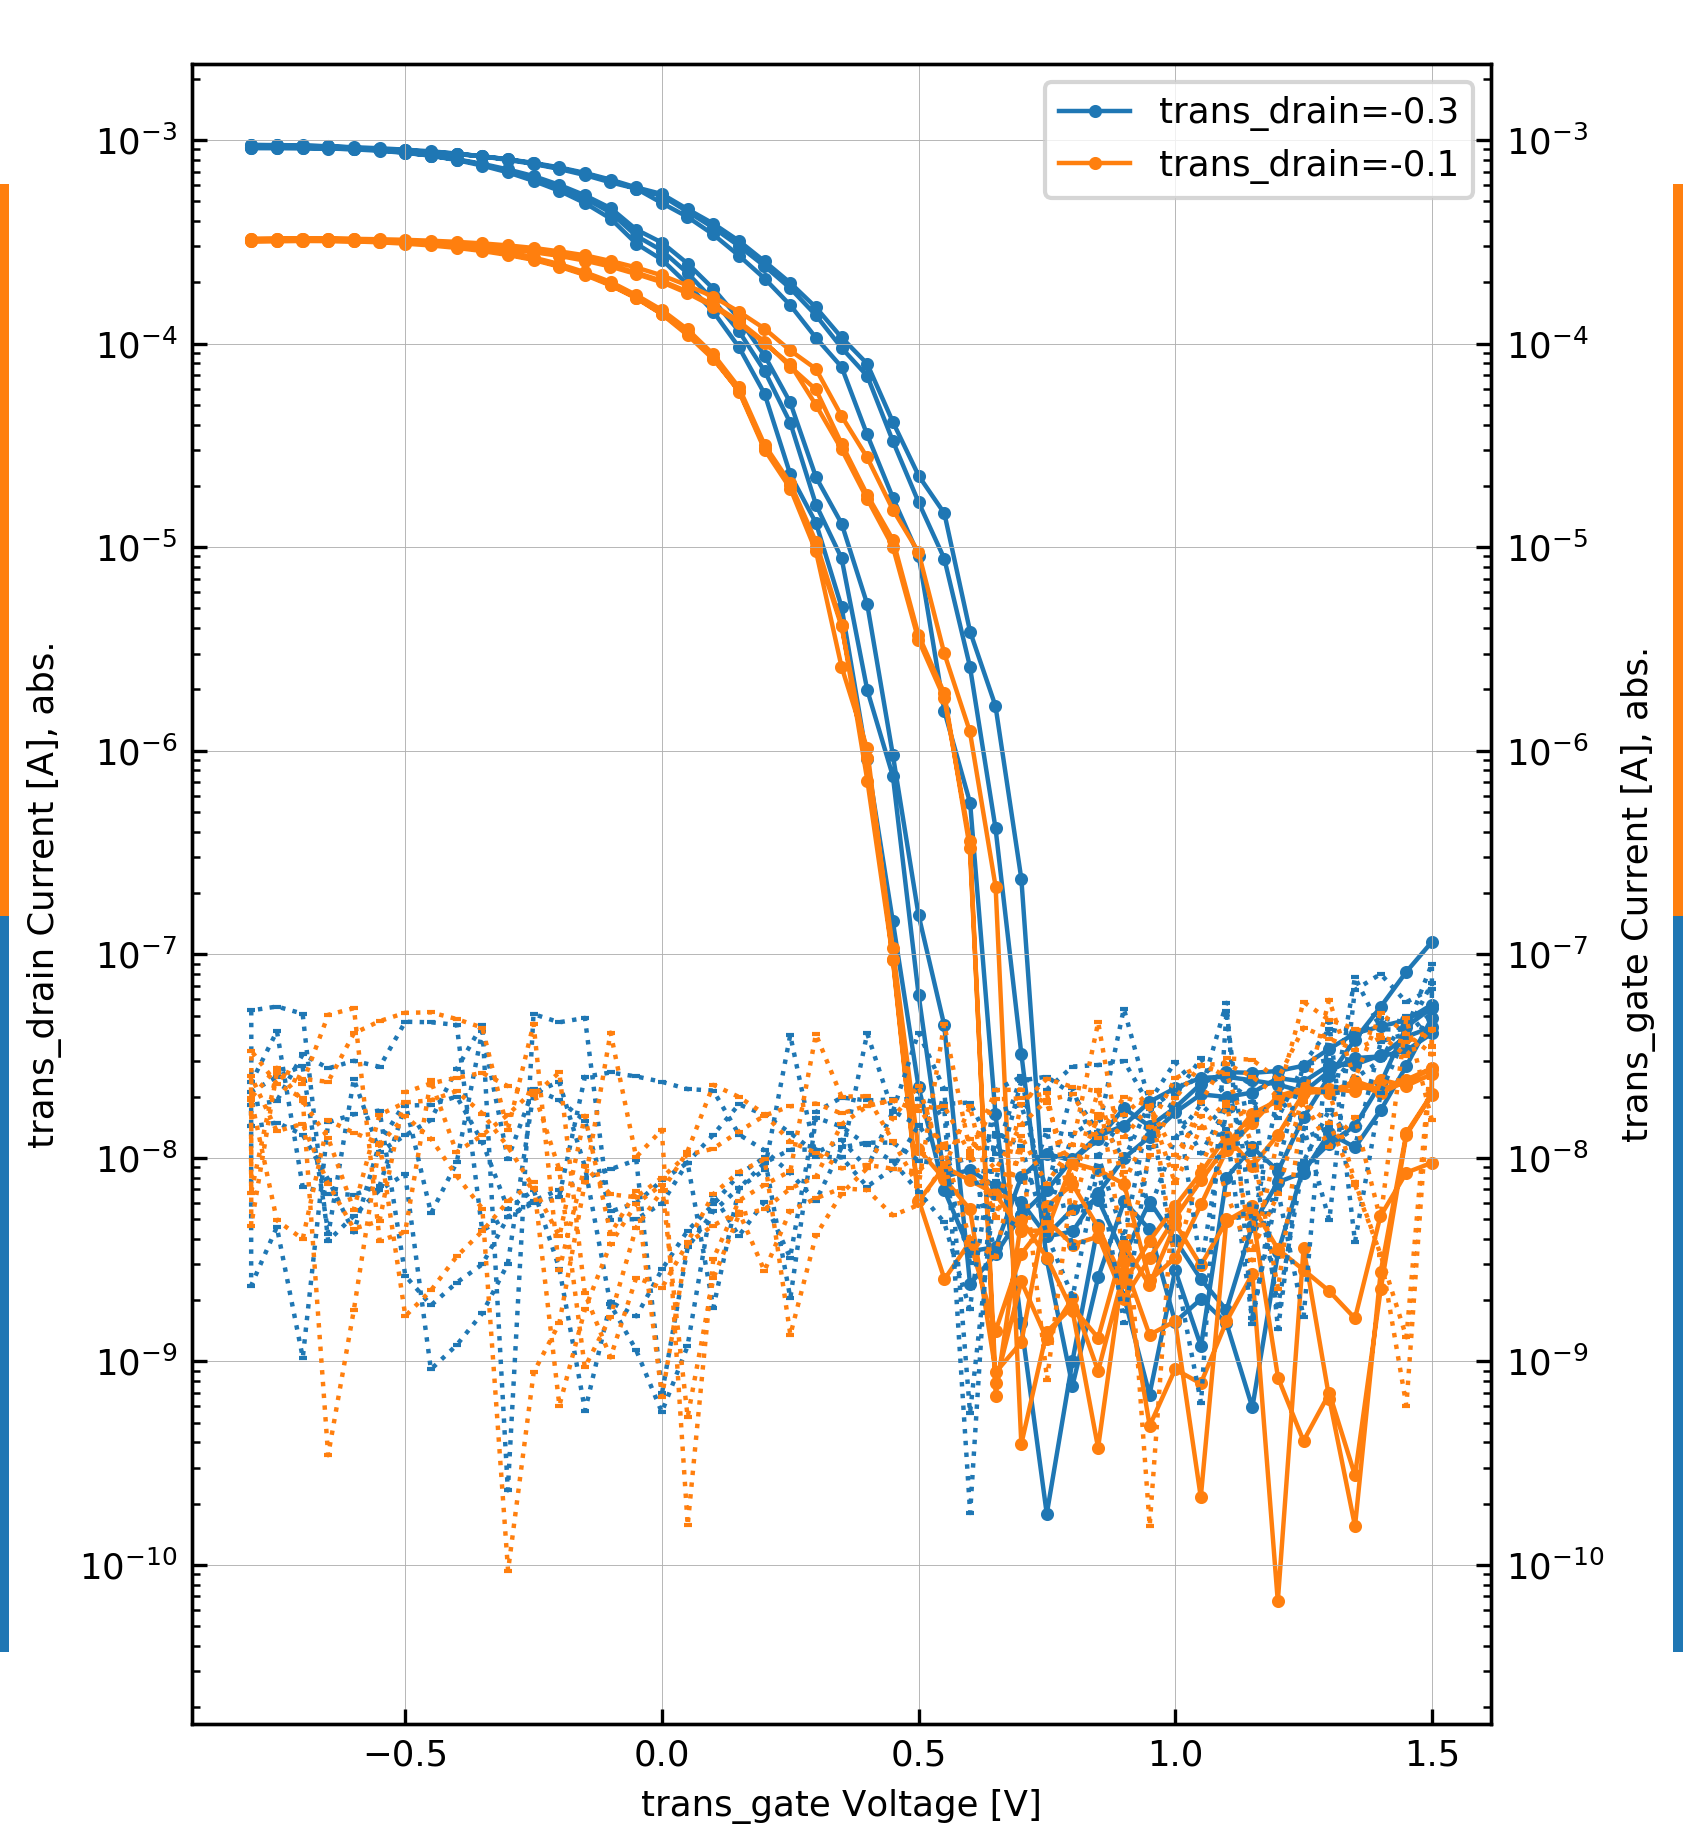 trans_drain=-0.3
trans_drain=-0.1
10⁻³
10⁻⁴
10⁻⁵
10⁻⁶
10⁻⁷
10⁻⁸
10⁻⁹
10⁻¹⁰
trans_drain Current [A], abs.
10⁻³
10⁻⁴
10⁻⁵
10⁻⁶
10⁻⁷
10⁻⁸
10⁻⁹
10⁻¹⁰
trans_gate Current [A], abs.
−0.5 0.0 0.5 1.0 1.5
trans_gate Voltage [V]